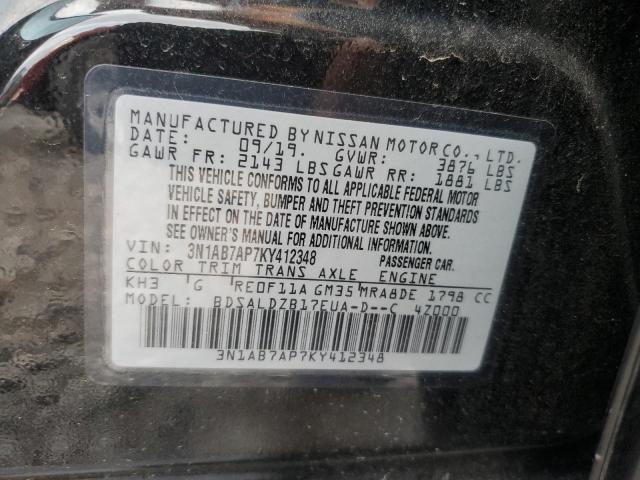 MANUFACTURED BY NISSAN MOTOR CO., LTD.
DATE: 09/19. GVWR: 3876 LBS
GAWR FR: 2143 LBS GAWR RR: 1881 LBS
THIS VEHICLE CONFORMS TO ALL APPLICABLE FEDERAL MOTOR
VEHICLE SAFETY, BUMPER AND THEFT PREVENTION STANDARDS
IN EFFECT ON THE DATE OF MANUFACTURE SHOWN ABOVE.
SEE OWNER'S MANUAL FOR ADDITIONAL INFORMATION.
VIN: 3N1AB7AP7KY412348 PASSENGER CAR.
COLOR TRIM TRANS AXLE ENGINE
KH3 G RE0F11A GM35 MRA8DE 1798 CC
MODEL: BDSALDZB17EUA-D--C 4Z000
3N1AB7AP7KY412348